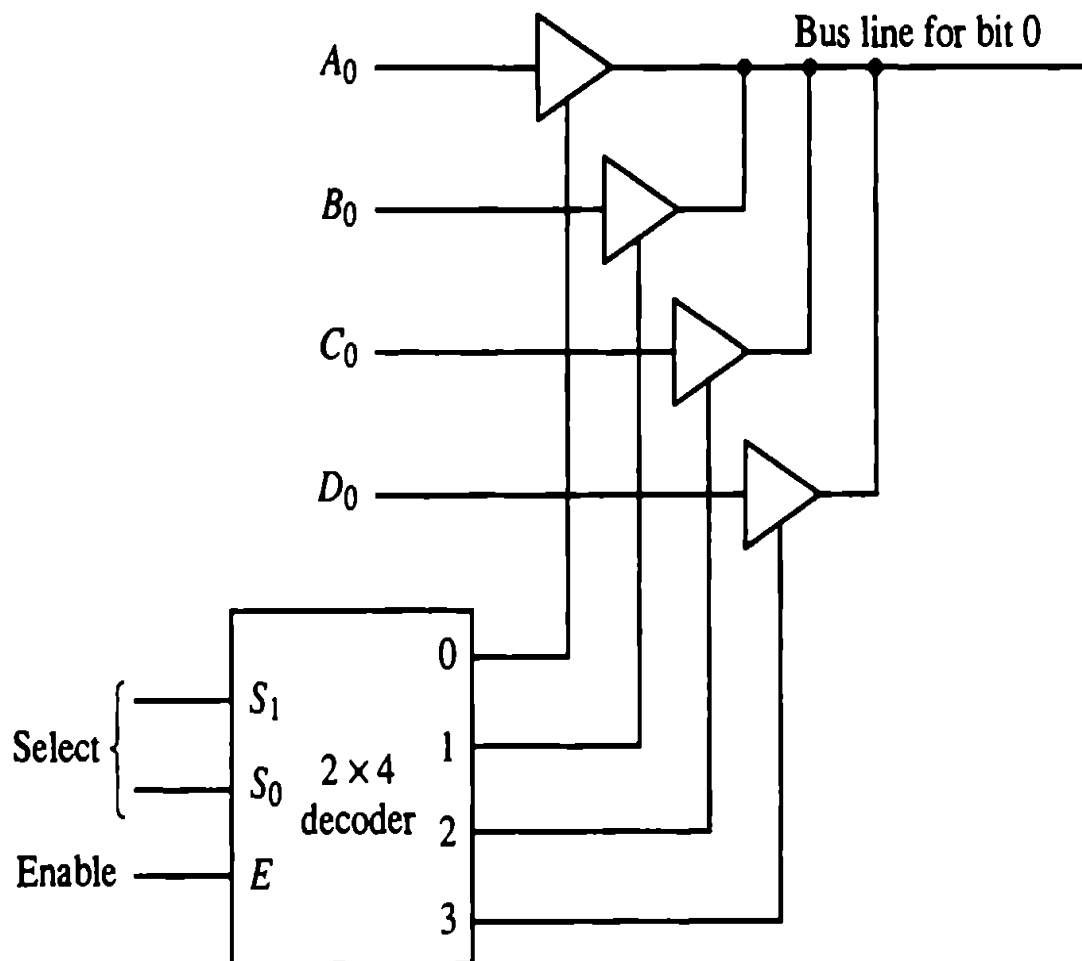 Bus line for bit 0
A0
B0
C0
D0
0
S1
Select
1
2 × 4
S0
decoder
2
Enable
E
3